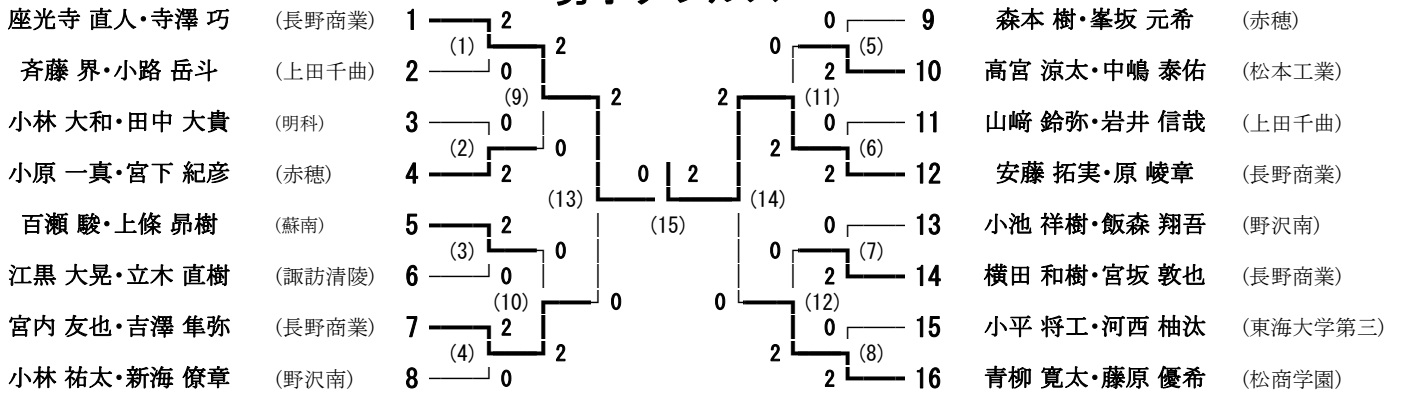 座光寺 直人・寺澤 巧 (長野商業) 1 2 0 9 森本 樹・峯坂 元希 (赤穂)
(1) 2 0 (5)
斉藤 界・小路 岳斗 (上田千曲) 2 0 2 10 高宮 涼太・中嶋 泰佑 (松本工業)
(9) 2 2 (11)
小林 大和・田中 大貴 (明科) 3 0 0 11 山﨑 鈴弥・岩井 信哉 (上田千曲)
(2) 0 2 (6)
小原 一真・宮下 紀彦 (赤穂) 4 2 0 2 2 12 安藤 拓実・原 崚章 (長野商業)
(13) (14)
百瀬 駿・上條 昴樹 (蘇南) 5 2 (15) 0 13 小池 祥樹・飯森 翔吾 (野沢南)
(3) 0 0 (7)
江黒 大晃・立木 直樹 (諏訪清陵) 6 0 2 14 横田 和樹・宮坂 敦也 (長野商業)
(10) 0 0 (12)
宮内 友也・吉澤 隼弥 (長野商業) 7 2 0 15 小平 将工・河西 柚汰 (東海大学第三)
(4) 2 2 (8)
小林 祐太・新海 僚章 (野沢南) 8 0 2 16 青柳 寛太・藤原 優希 (松商学園)